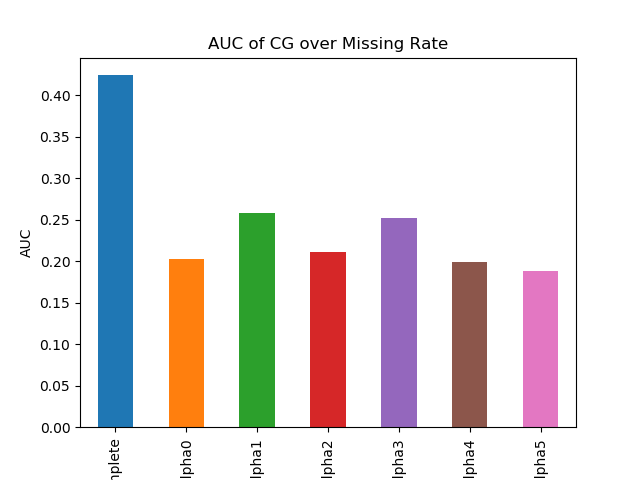 AUC of CG over Missing Rate
AUC
0.40
0.35
0.30
0.25
0.20
0.15
0.10
0.05
0.00
nplete
lpha0
lpha1
lpha2
lpha3
lpha4
lpha5